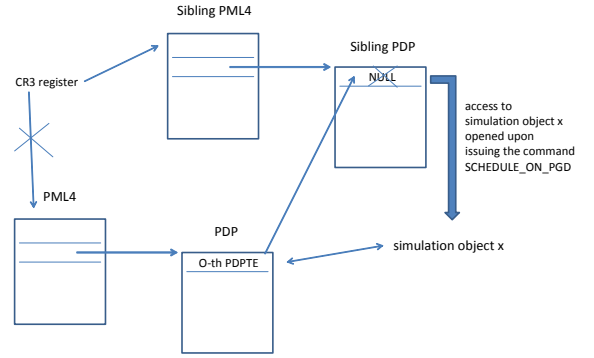 Sibling PML4
Sibling PDP
CR3 register
NULL
access to
simulation object x
opened upon
issuing the command
SCHEDULE_ON_PGD
PML4
PDP
simulation object x
O-th PDPTE